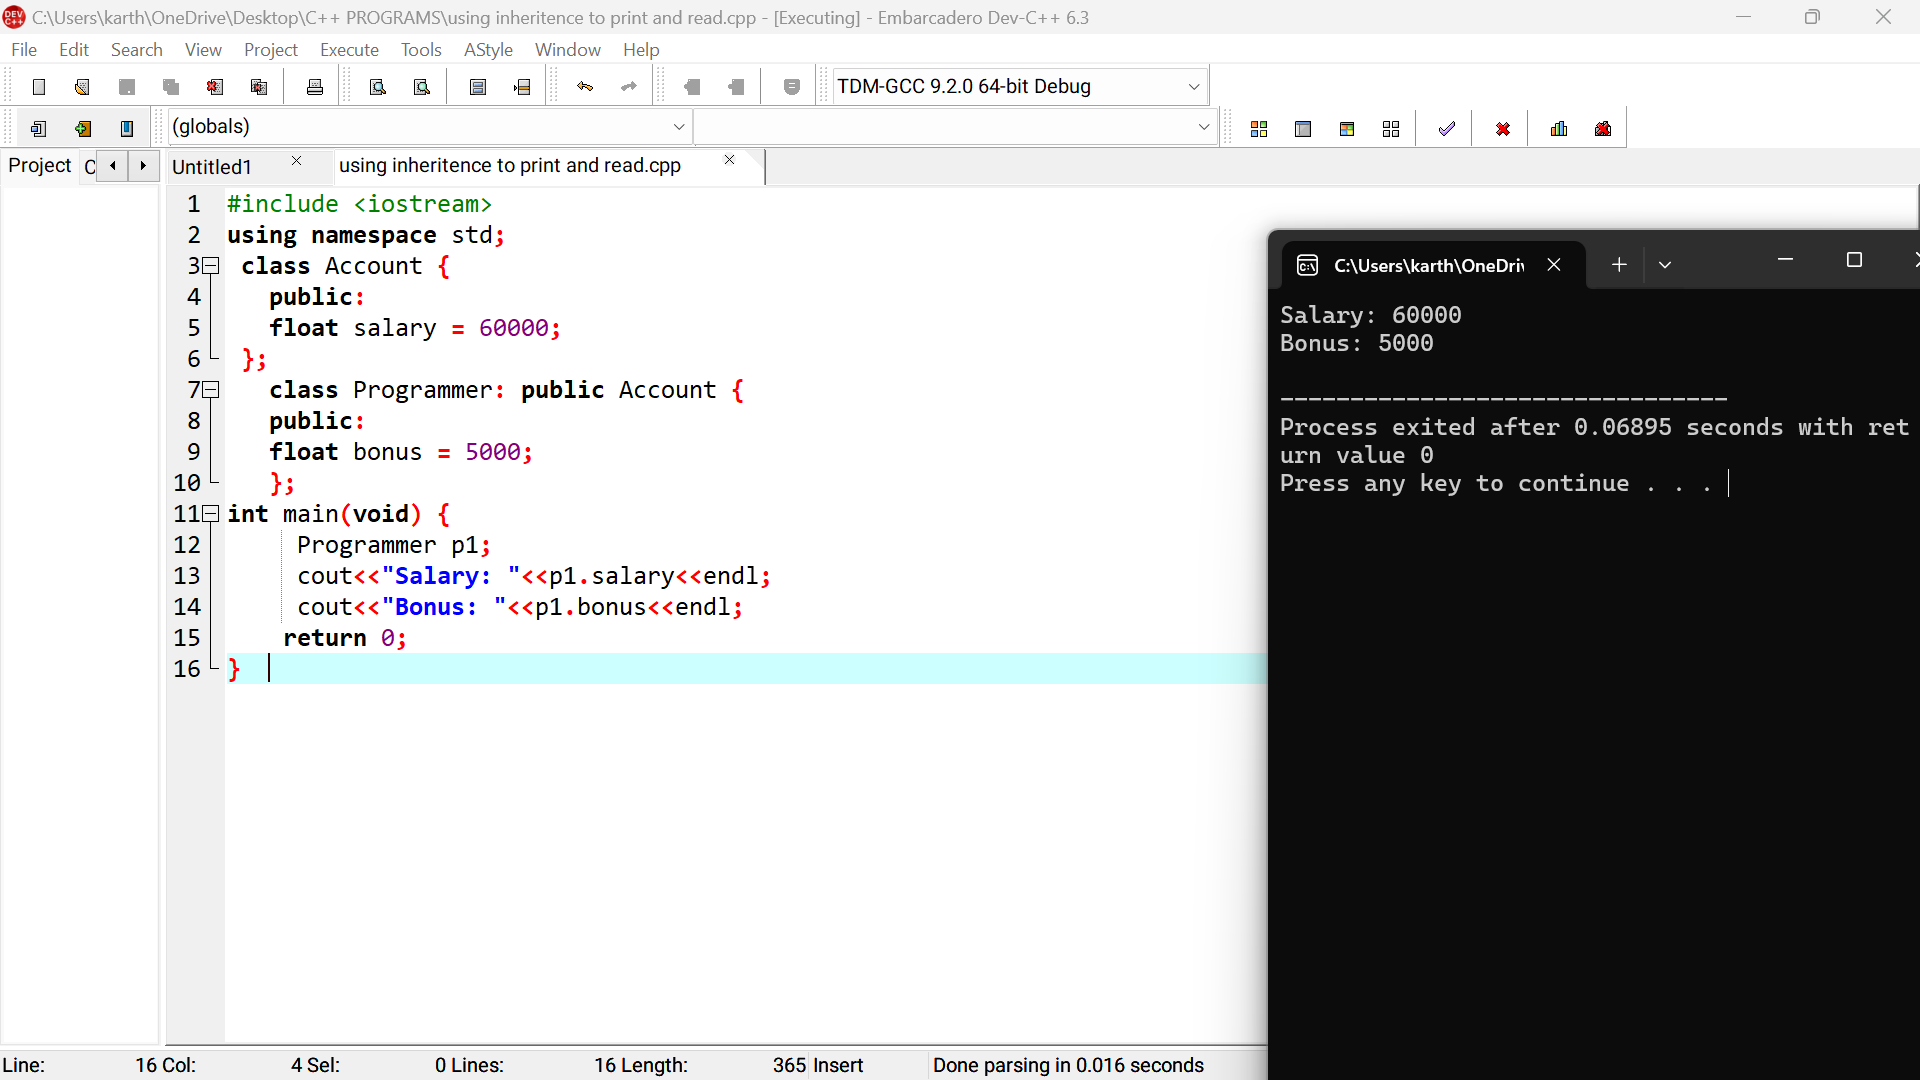 C:\Users\karth\OneDrive\Desktop\C++ PROGRAMS\using inheritence to print and read.cpp - [Executing] - Embarcadero Dev-C++ 6.3
File Edit Search View Project Execute Tools AStyle Window Help
TDM-GCC 9.2.0 64-bit Debug
(globals)
Project C Untitled1 using inheritence to print and read.cpp
1 #include <iostream>
2 using namespace std;
3 class Account {
4 public:
5 float salary = 60000;
6 };
7 class Programmer: public Account {
8 public:
9 float bonus = 5000;
10 };
11 int main(void) {
12 Programmer p1;
13 cout<<"Salary: "<<p1.salary<<endl;
14 cout<<"Bonus: "<<p1.bonus<<endl;
15 return 0;
16 }
C:\Users\karth\OneDri
Salary: 60000
Bonus: 5000
--------------------------------
Process exited after 0.06895 seconds with ret
urn value 0
Press any key to continue . . .
Line: 16 Col: 4 Sel: 0 Lines: 16 Length: 365 Insert Done parsing in 0.016 seconds